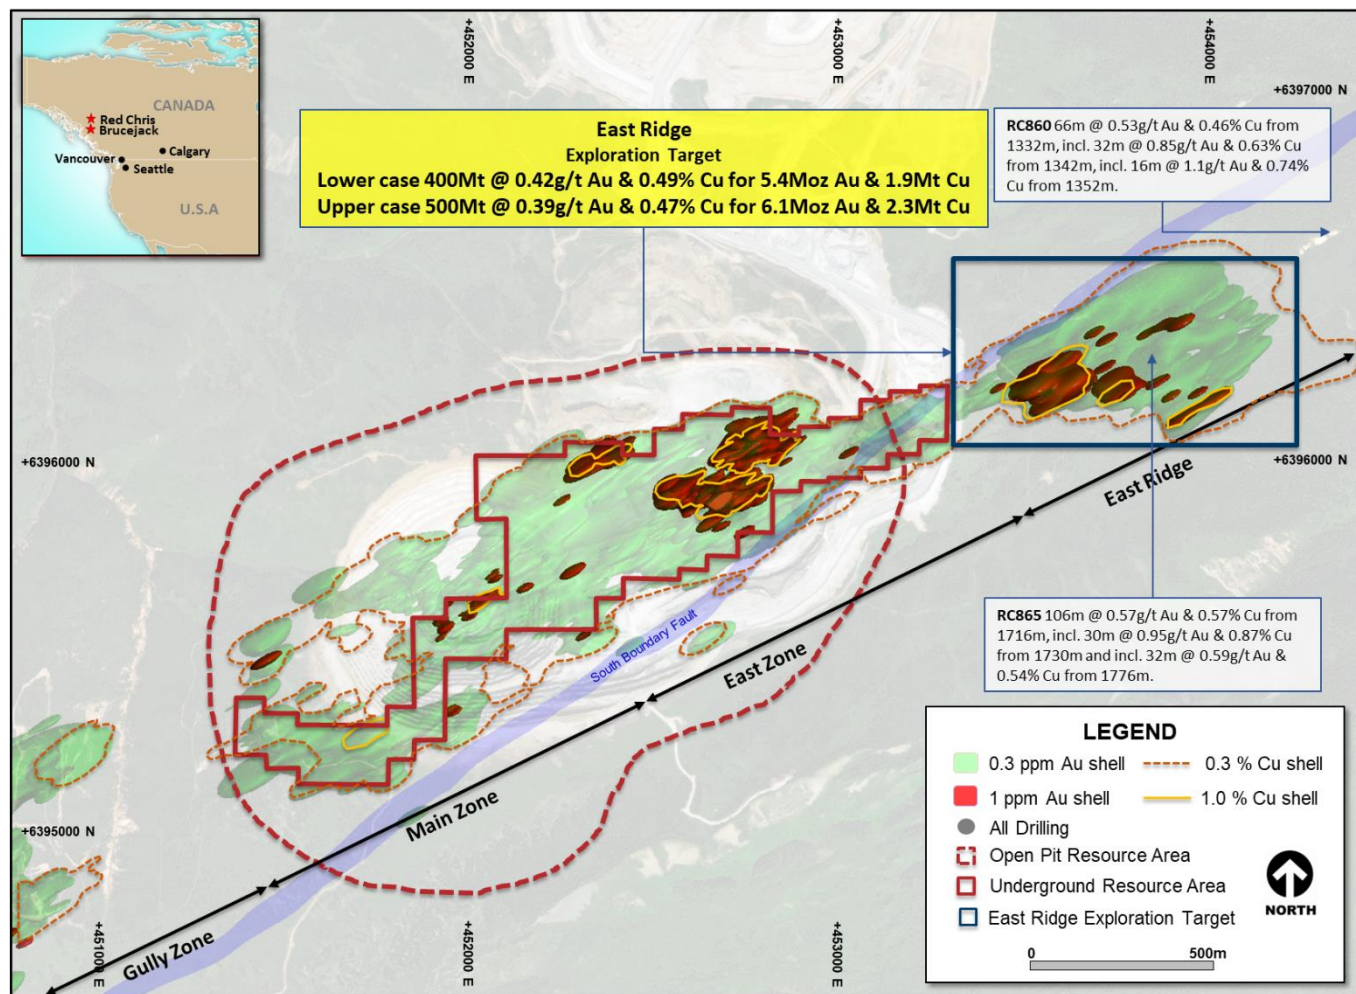 CANADA
Red Chris
Brucejack
Vancouver
Calgary
Seattle
U.S.A
+452000 E
+453000 E
+454000 E
+6397000 N
East Ridge
Exploration Target
Lower case 400Mt @ 0.42g/t Au & 0.49% Cu for 5.4Moz Au & 1.9Mt Cu
Upper case 500Mt @ 0.39g/t Au & 0.47% Cu for 6.1Moz Au & 2.3Mt Cu
RC860 66m @ 0.53g/t Au & 0.46% Cu from
1332m, incl. 32m @ 0.85g/t Au & 0.63% Cu
from 1342m, incl. 16m @ 1.1g/t Au & 0.74%
Cu from 1352m.
+6396000 N
+6396000 N
East Ridge
South Boundary Fault
East Zone
Main Zone
Gully Zone
RC865 106m @ 0.57g/t Au & 0.57% Cu from
1716m, incl. 30m @ 0.95g/t Au & 0.87% Cu
from 1730m and incl. 32m @ 0.59g/t Au &
0.54% Cu from 1776m.
+6395000 N
+451000 E
+452000 E
+453000 E
LEGEND
0.3 ppm Au shell
0.3 % Cu shell
1 ppm Au shell
1.0 % Cu shell
All Drilling
Open Pit Resource Area
Underground Resource Area
East Ridge Exploration Target
NORTH
0 500m